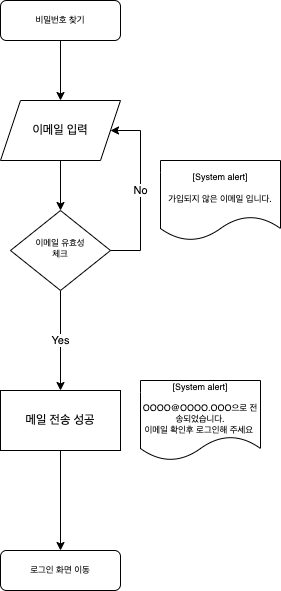 비밀번호 찾기
이메일 입력
No
[System alert]
가입되지 않은 이메일 입니다.
이메일 유효성
체크
Yes
메일 전송 성공
[System alert]
OOOO@OOOO.OOO으로 전
송되었습니다.
이메일 확인후 로그인해 주세요
로그인 화면 이동